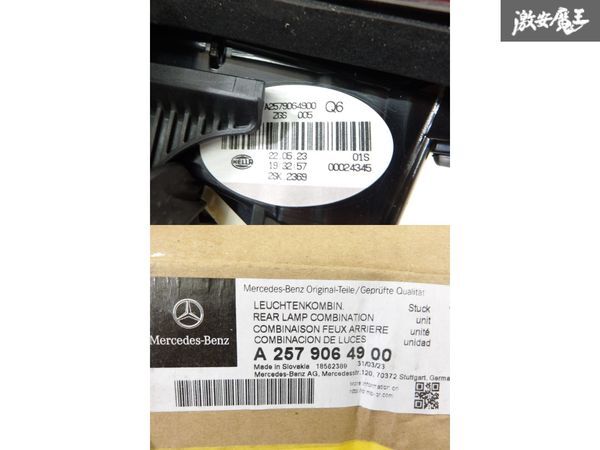 激安魔王
A2579064900 Q6
ZGS 005
22.05.23 01S
19:32:57 00024345
2SK 2369
HELLA
Mercedes-Benz Original-Teile/Geprüfte Qualität
LEUCHTENKOMBIN. Stuck
REAR LAMP COMBINATION unit
COMBINAISON FEUX ARRIERE unité
COMBINACION DE LUCES unidad
A 257 906 49 00
Made in Slovakia 18562389 31/03/23
Mercedes-Benz AG, Mercedesstr.120, 70372 Stuttgart, Germa
Mercedes-Benz